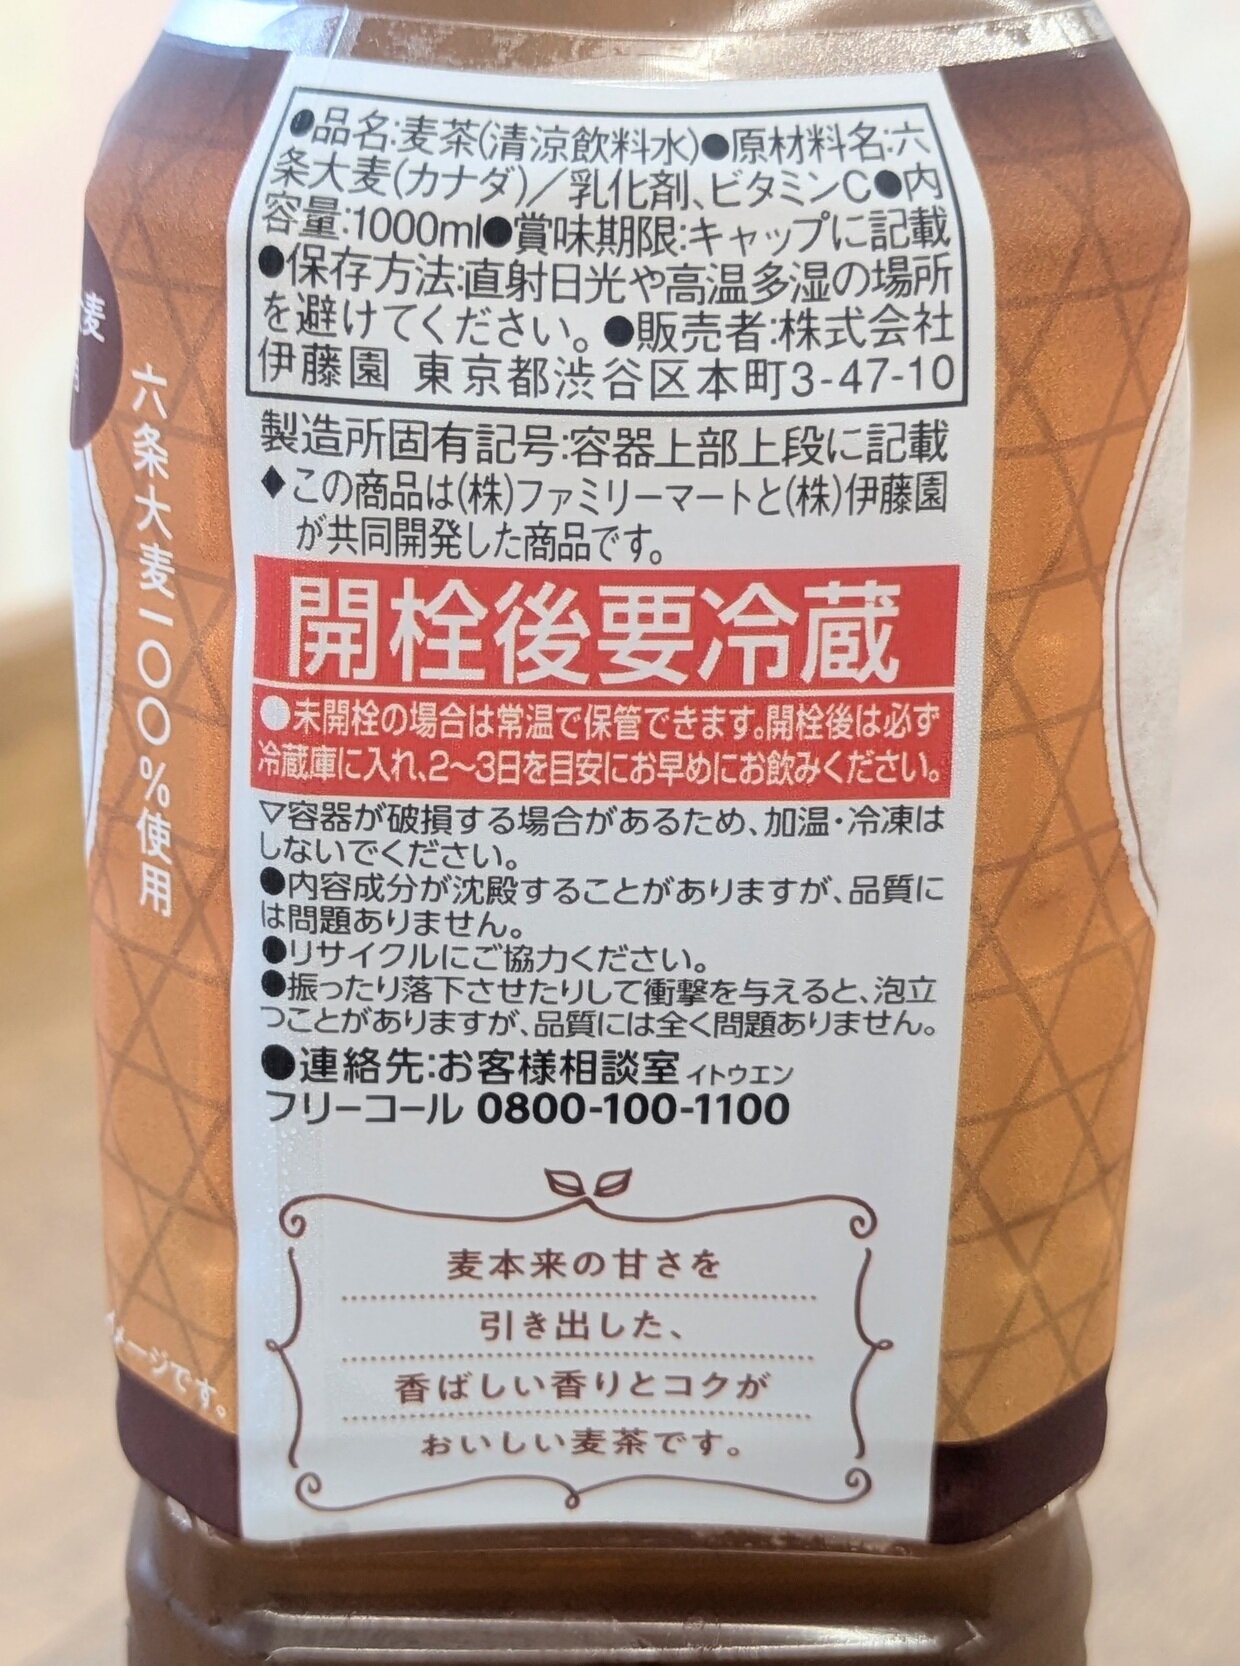 ●品名:麦茶(清涼飲料水)●原材料名:六
条大麦(カナダ)／乳化剤、ビタミンC●内
容量:1000ml●賞味期限:キャップに記載
●保存方法:直射日光や高温多湿の場所
を避けてください。●販売者:株式会社
伊藤園 東京都渋谷区本町3-47-10
製造所固有記号:容器上部上段に記載
♦この商品は(株)ファミリーマートと(株)伊藤園
が共同開発した商品です。
開栓後要冷蔵
●未開栓の場合は常温で保管できます。開栓後は必ず
冷蔵庫に入れ、2〜3日を目安にお早めにお飲みください。
▽容器が破損する場合があるため、加温・冷凍は
しないでください。
●内容成分が沈殿することがありますが、品質に
は問題ありません。
●リサイクルにご協力ください。
●振ったり落下させたりして衝撃を与えると、泡立
つことがありますが、品質には全く問題ありません。
●連絡先:お客様相談室 イトウエン
フリーコール 0800-100-1100
麦本来の甘さを
引き出した、
香ばしい香りとコクが
おいしい麦茶です。
六条大麦一〇〇%使用
麦
メージです。